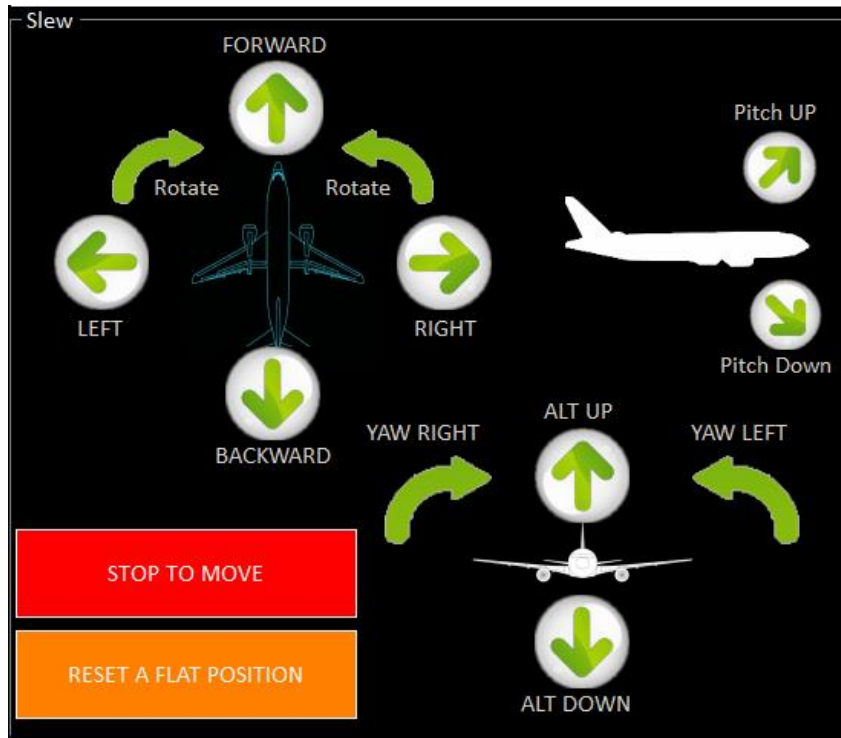 Slew
FORWARD
Pitch UP
Rotate
Rotate
LEFT
RIGHT
Pitch Down
ALT UP
YAW RIGHT
YAW LEFT
BACKWARD
STOP TO MOVE
RESET A FLAT POSITION
ALT DOWN